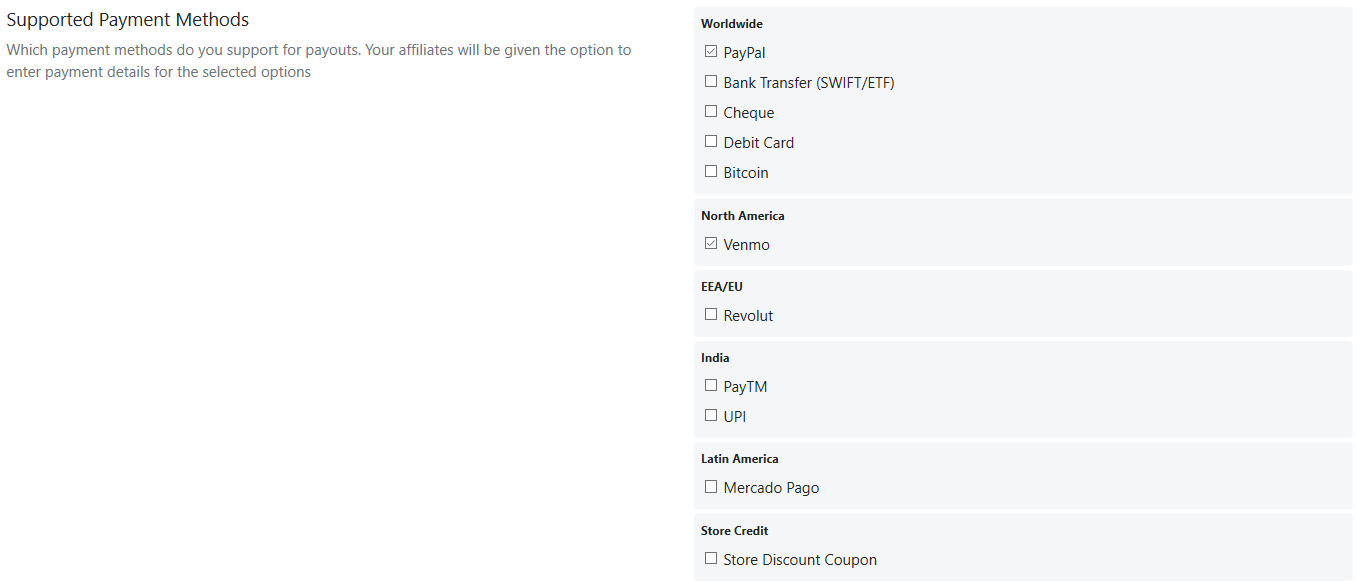 Supported Payment Methods
Which payment methods do you support for payouts. Your affiliates will be given the option to
enter payment details for the selected options
Worldwide
PayPal
Bank Transfer (SWIFT/ETF)
Cheque
Debit Card
Bitcoin
North America
Venmo
EEA/EU
Revolut
India
PayTM
UPI
Latin America
Mercado Pago
Store Credit
Store Discount Coupon